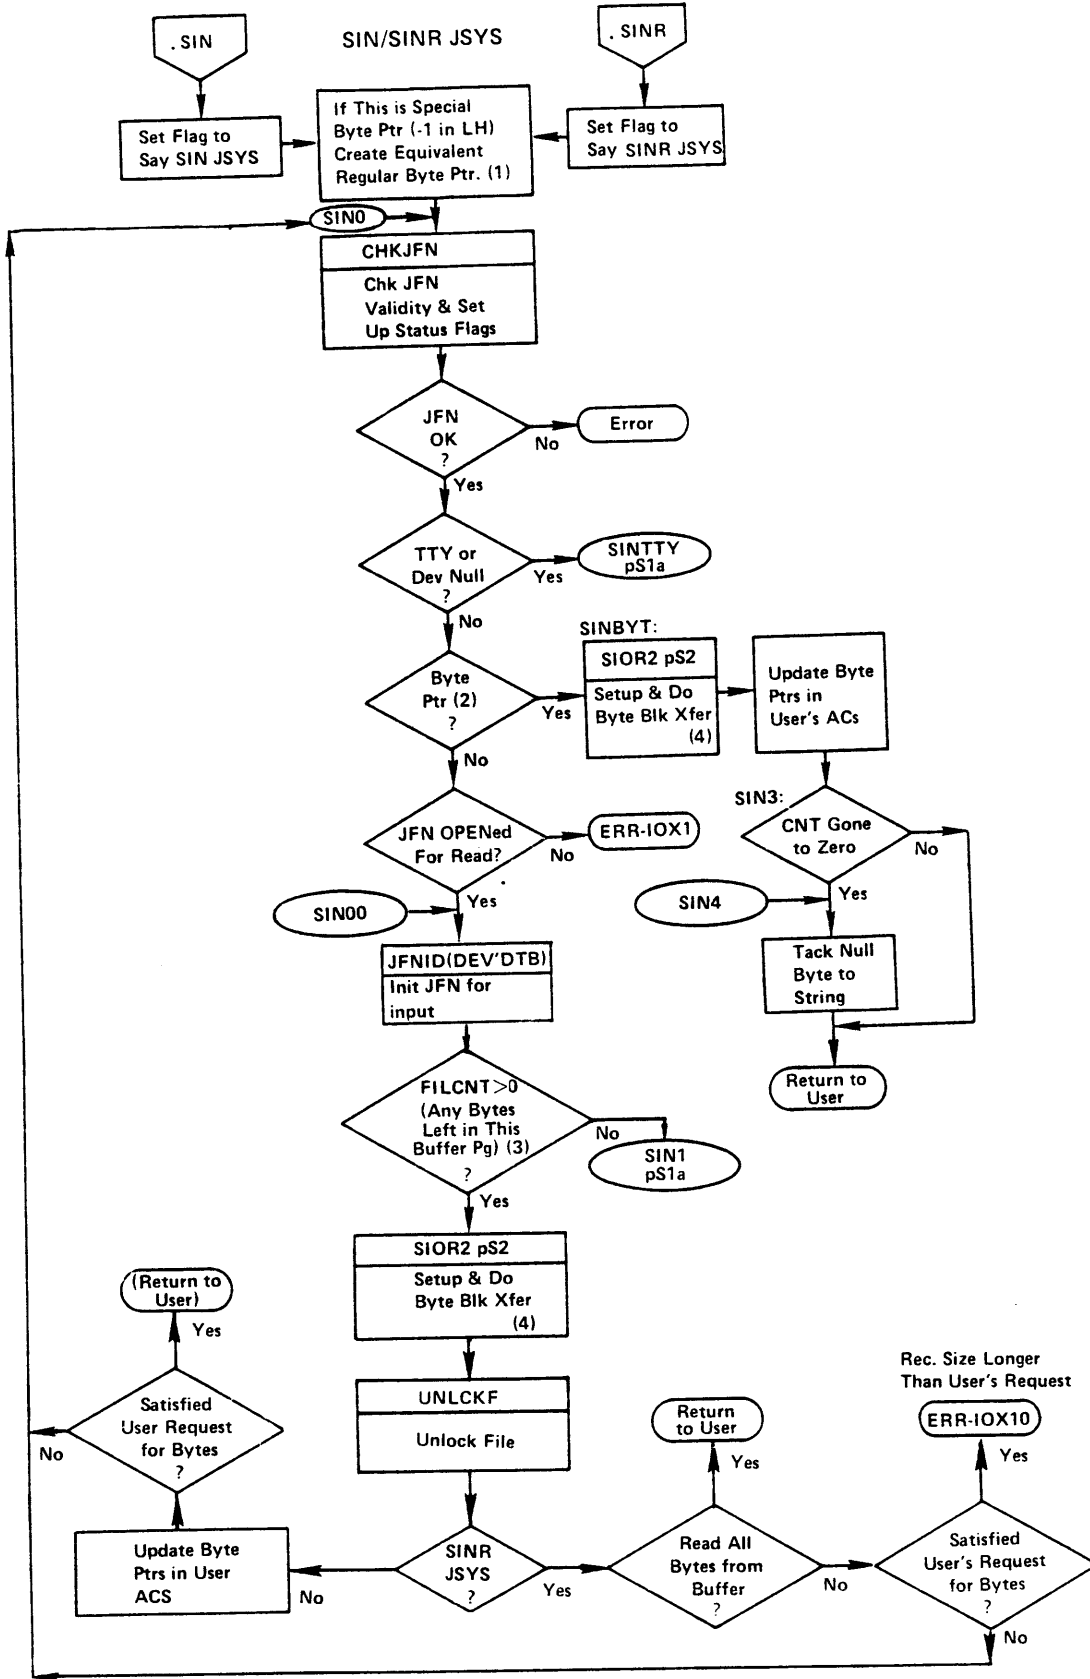 . SIN
SIN/SINR JSYS
. SINR
Set Flag to
Say SIN JSYS
If This is Special
Byte Ptr (-1 in LH)
Create Equivalent
Regular Byte Ptr. (1)
Set Flag to
Say SINR JSYS
SIN0
CHKJFN
Chk JFN
Validity & Set
Up Status Flags
JFN
OK
?
No
Error
Yes
TTY or
Dev Null
?
Yes
SINTTY
pS1a
No
Byte
Ptr (2)
?
Yes
SINBYT:
SIOR2 pS2
Setup & Do
Byte Blk Xfer
(4)
Update Byte
Ptrs in
User's ACs
No
JFN OPENed
For Read?
No
ERR-IOX1
SIN3:
CNT Gone
to Zero
No
Yes
SIN00
SIN4
Yes
JFNID(DEV'DTB)
Init JFN for
input
Tack Null
Byte to
String
Return to
User
FILCNT>0
(Any Bytes
Left in This
Buffer Pg) (3)
?
No
SIN1
pS1a
Yes
SIOR2 pS2
Setup & Do
Byte Blk Xfer
(4)
(Return to
User)
Yes
Satisfied
User Request
for Bytes
?
No
UNLCKF
Unlock File
Return
to User
Yes
Rec. Size Longer
Than User's Request
ERR-IOX10
Yes
Update Byte
Ptrs in User
ACS
No
SINR
JSYS
?
Yes
Read All
Bytes from
Buffer
?
No
Satisfied
User's Request
for Bytes
?
No